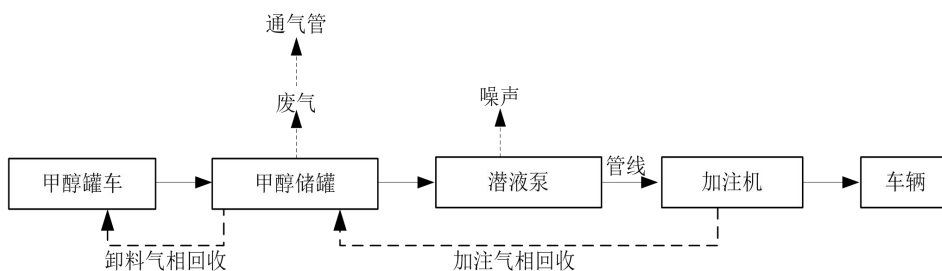 通气管
废气
噪声
甲醇罐车
甲醇储罐
潜液泵
管线
加注机
车辆
卸料气相回收
加注气相回收